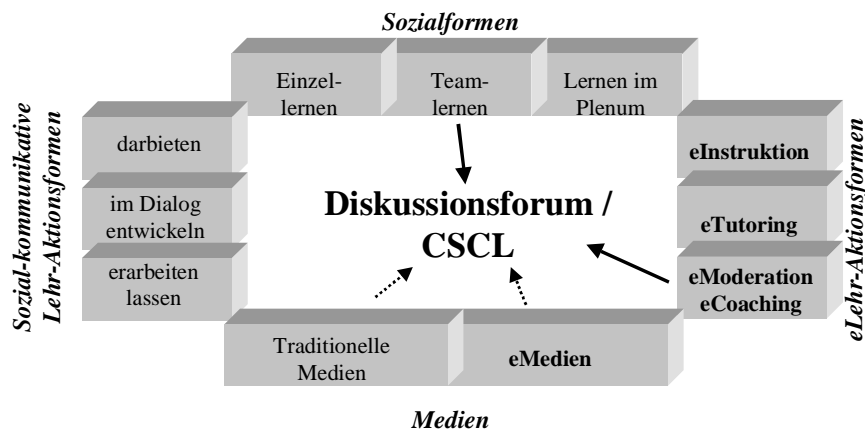 Sozialformen
Einzel-
lernen
Team-
lernen
Lernen im
Plenum
Sozial-kommunikative
Lehr-Aktionsformen
darbieten
im Dialog
entwickeln
erarbeiten
lassen
Diskussionsforum /
CSCL
eInstruktion
eTutoring
eModeration
eCoaching
eLehr-Aktionsformen
Traditionelle
Medien
eMedien
Medien